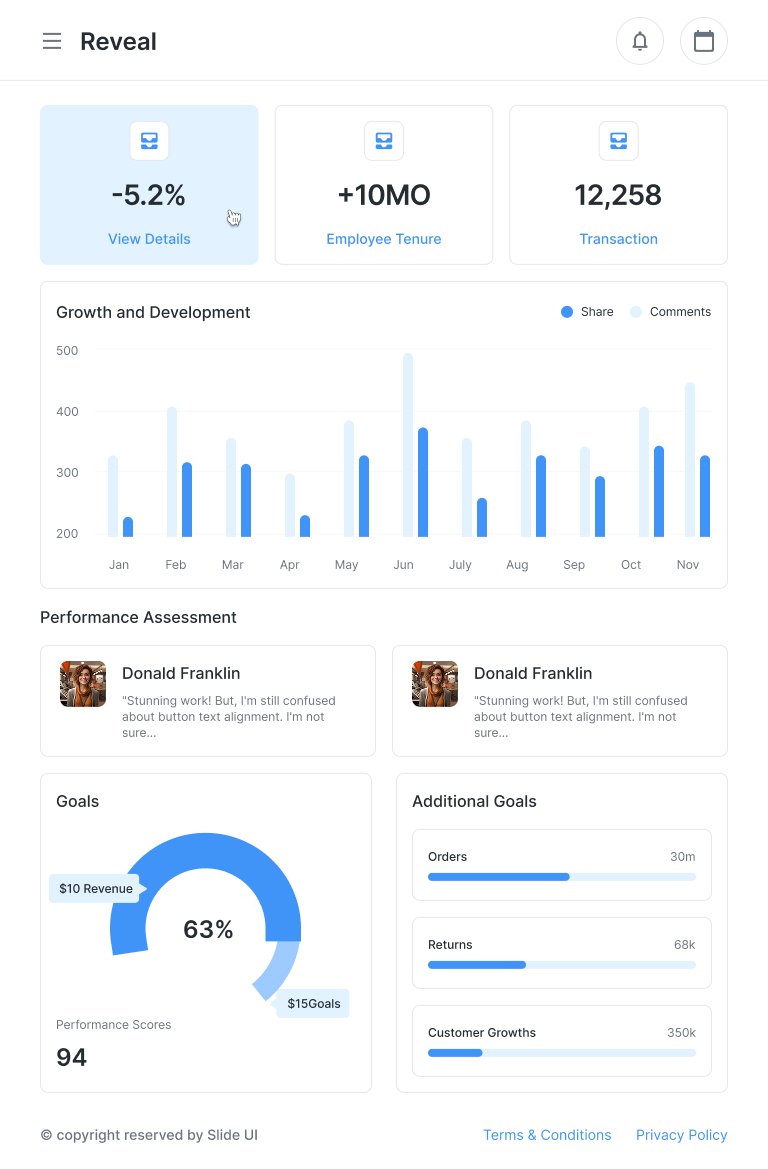 Reveal
-5.2%
View Details
+10MO
Employee Tenure
12,258
Transaction
Growth and Development
Share
Comments
500
400
300
200
Jan Feb Mar Apr May Jun July Aug Sep Oct Nov
Performance Assessment
Donald Franklin
"Stunning work! But, I'm still confused
about button text alignment. I'm not
sure...
Donald Franklin
"Stunning work! But, I'm still confused
about button text alignment. I'm not
sure...
Goals
$10 Revenue
63%
$15Goals
Performance Scores
94
Additional Goals
Orders 30m
Returns 68k
Customer Growths 350k
© copyright reserved by Slide UI
Terms & Conditions
Privacy Policy